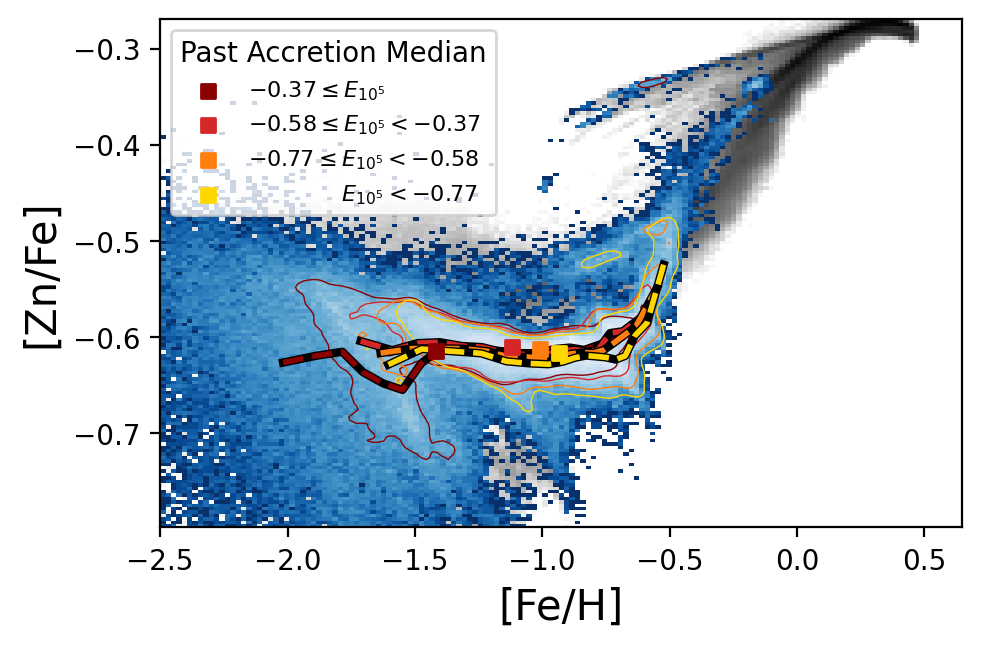 Past Accretion Median
−0.37 ≤ E₁₀⁵
−0.58 ≤ E₁₀⁵ < −0.37
−0.77 ≤ E₁₀⁵ < −0.58
E₁₀⁵ < −0.77
−0.3
−0.4
−0.5
−0.6
−0.7
[Zn/Fe]
−2.5 −2.0 −1.5 −1.0 −0.5 0.0 0.5
[Fe/H]